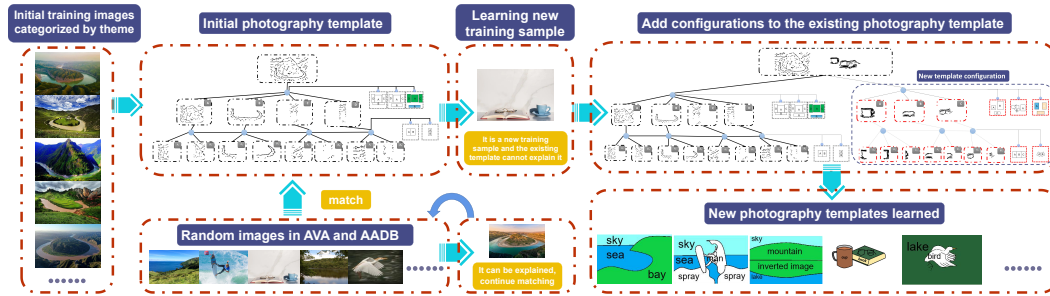 Initial training images
categorized by theme
Initial photography template
Learning new
training sample
Add configurations to the existing photography template
New template configuration
It is a new training
sample and the existing
template cannot explain it
match
Random images in AVA and AADB
It can be explained,
continue matching
New photography templates learned
sky
sea
bay
sky
sea
man
spray
spray
sky
mountain
inverted image
lake
bird